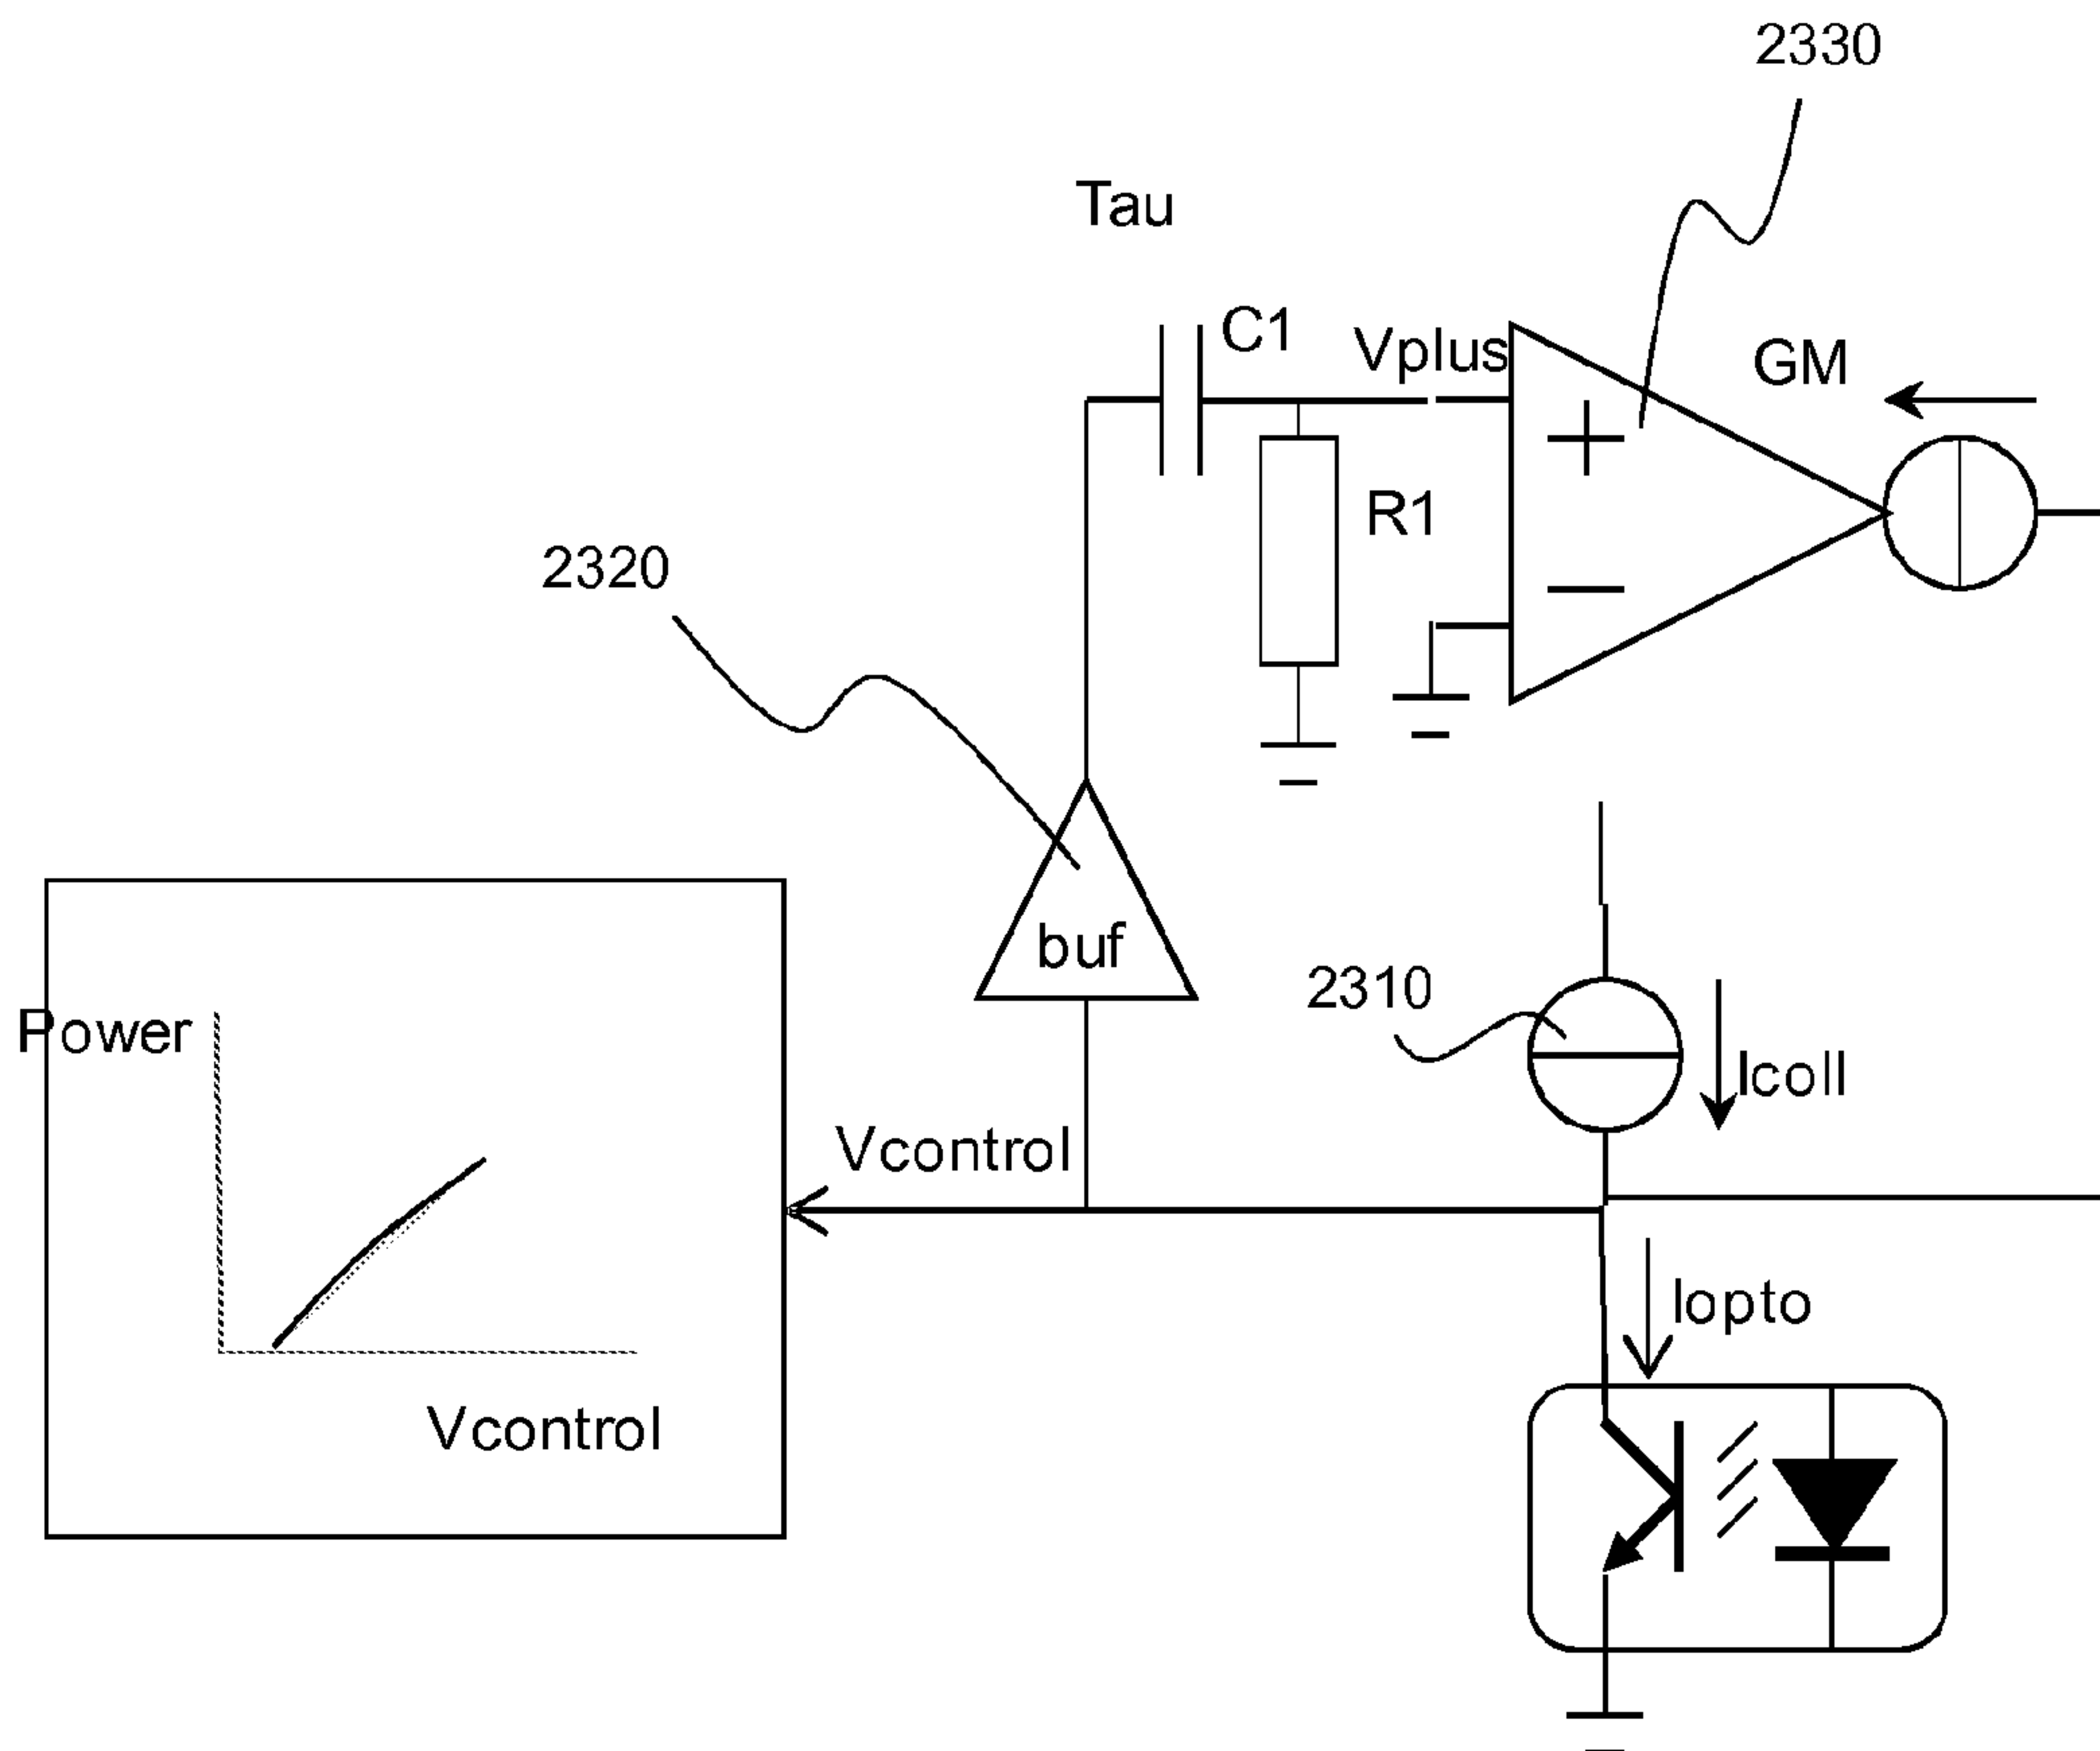 2330
Tau
C1
Vplus
GM
R1
2320
buf
2310
Power
Icoll
Vcontrol
Iopto
Vcontrol